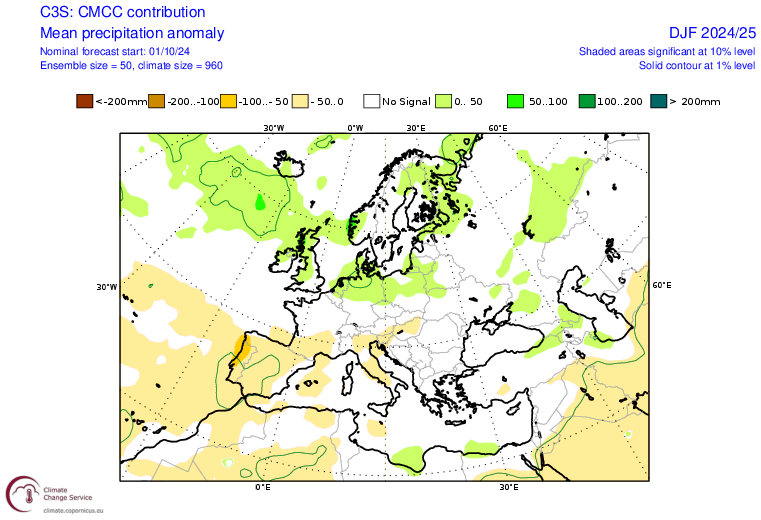 C3S: CMCC contribution
Mean precipitation anomaly DJF 2024/25
Nominal forecast start: 01/10/24 Shaded areas significant at 10% level
Ensemble size = 50, climate size = 960 Solid contour at 1% level
<-200mm -200..-100 -100..- 50 - 50..0 No Signal 0.. 50 50..100 100..200 > 200mm
30°W 0°W 30°E 60°E
30°W 60°E
0°E 30°E
Climate
Change Service
climate.copernicus.eu